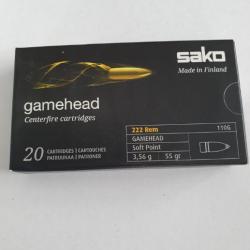 sako
Made in Finland
gamehead
Centerfire cartridges
222 Rem
110G
GAMEHEAD
Soft Point
3,56 g 55 gr
20 CARTRIDGES | CARTOUCHES
PATRUUNAA | PATRONER